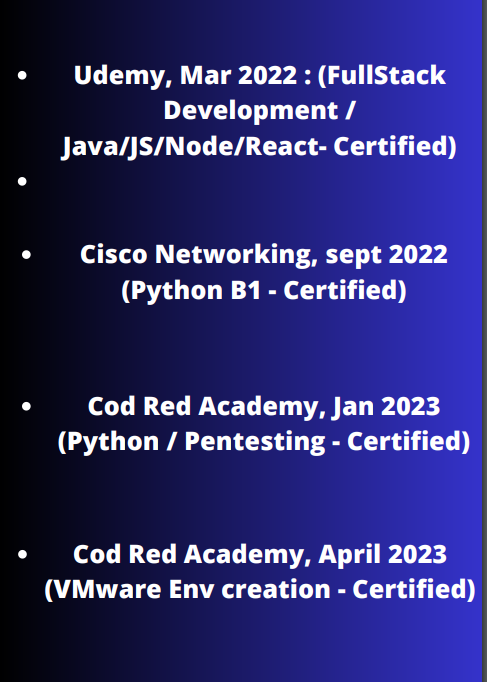 • Udemy, Mar 2022 : (FullStack
Development /
Java/JS/Node/React- Certified)
•
• Cisco Networking, sept 2022
(Python B1 - Certified)
• Cod Red Academy, Jan 2023
(Python / Pentesting - Certified)
• Cod Red Academy, April 2023
(VMware Env creation - Certified)